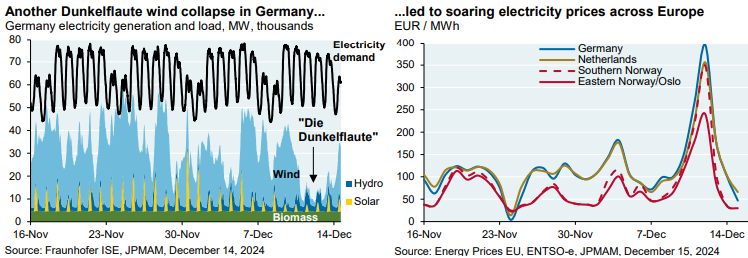 Another Dunkelflaute wind collapse in Germany...
Germany electricity generation and load, MW, thousands
80
70
60
50
40
30
20
10
0
Electricity
demand
"Die
Dunkelflaute"
Wind
Hydro
Solar
Biomass
16-Nov
23-Nov
30-Nov
7-Dec
14-Dec
Source: Fraunhofer ISE, JPMAM, December 14, 2024
...led to soaring electricity prices across Europe
EUR / MWh
400
350
300
250
200
150
100
50
0
Germany
Netherlands
Southern Norway
Eastern Norway/Oslo
16-Nov
23-Nov
30-Nov
7-Dec
14-Dec
Source: Energy Prices EU, ENTSO-e, JPMAM, December 15, 2024